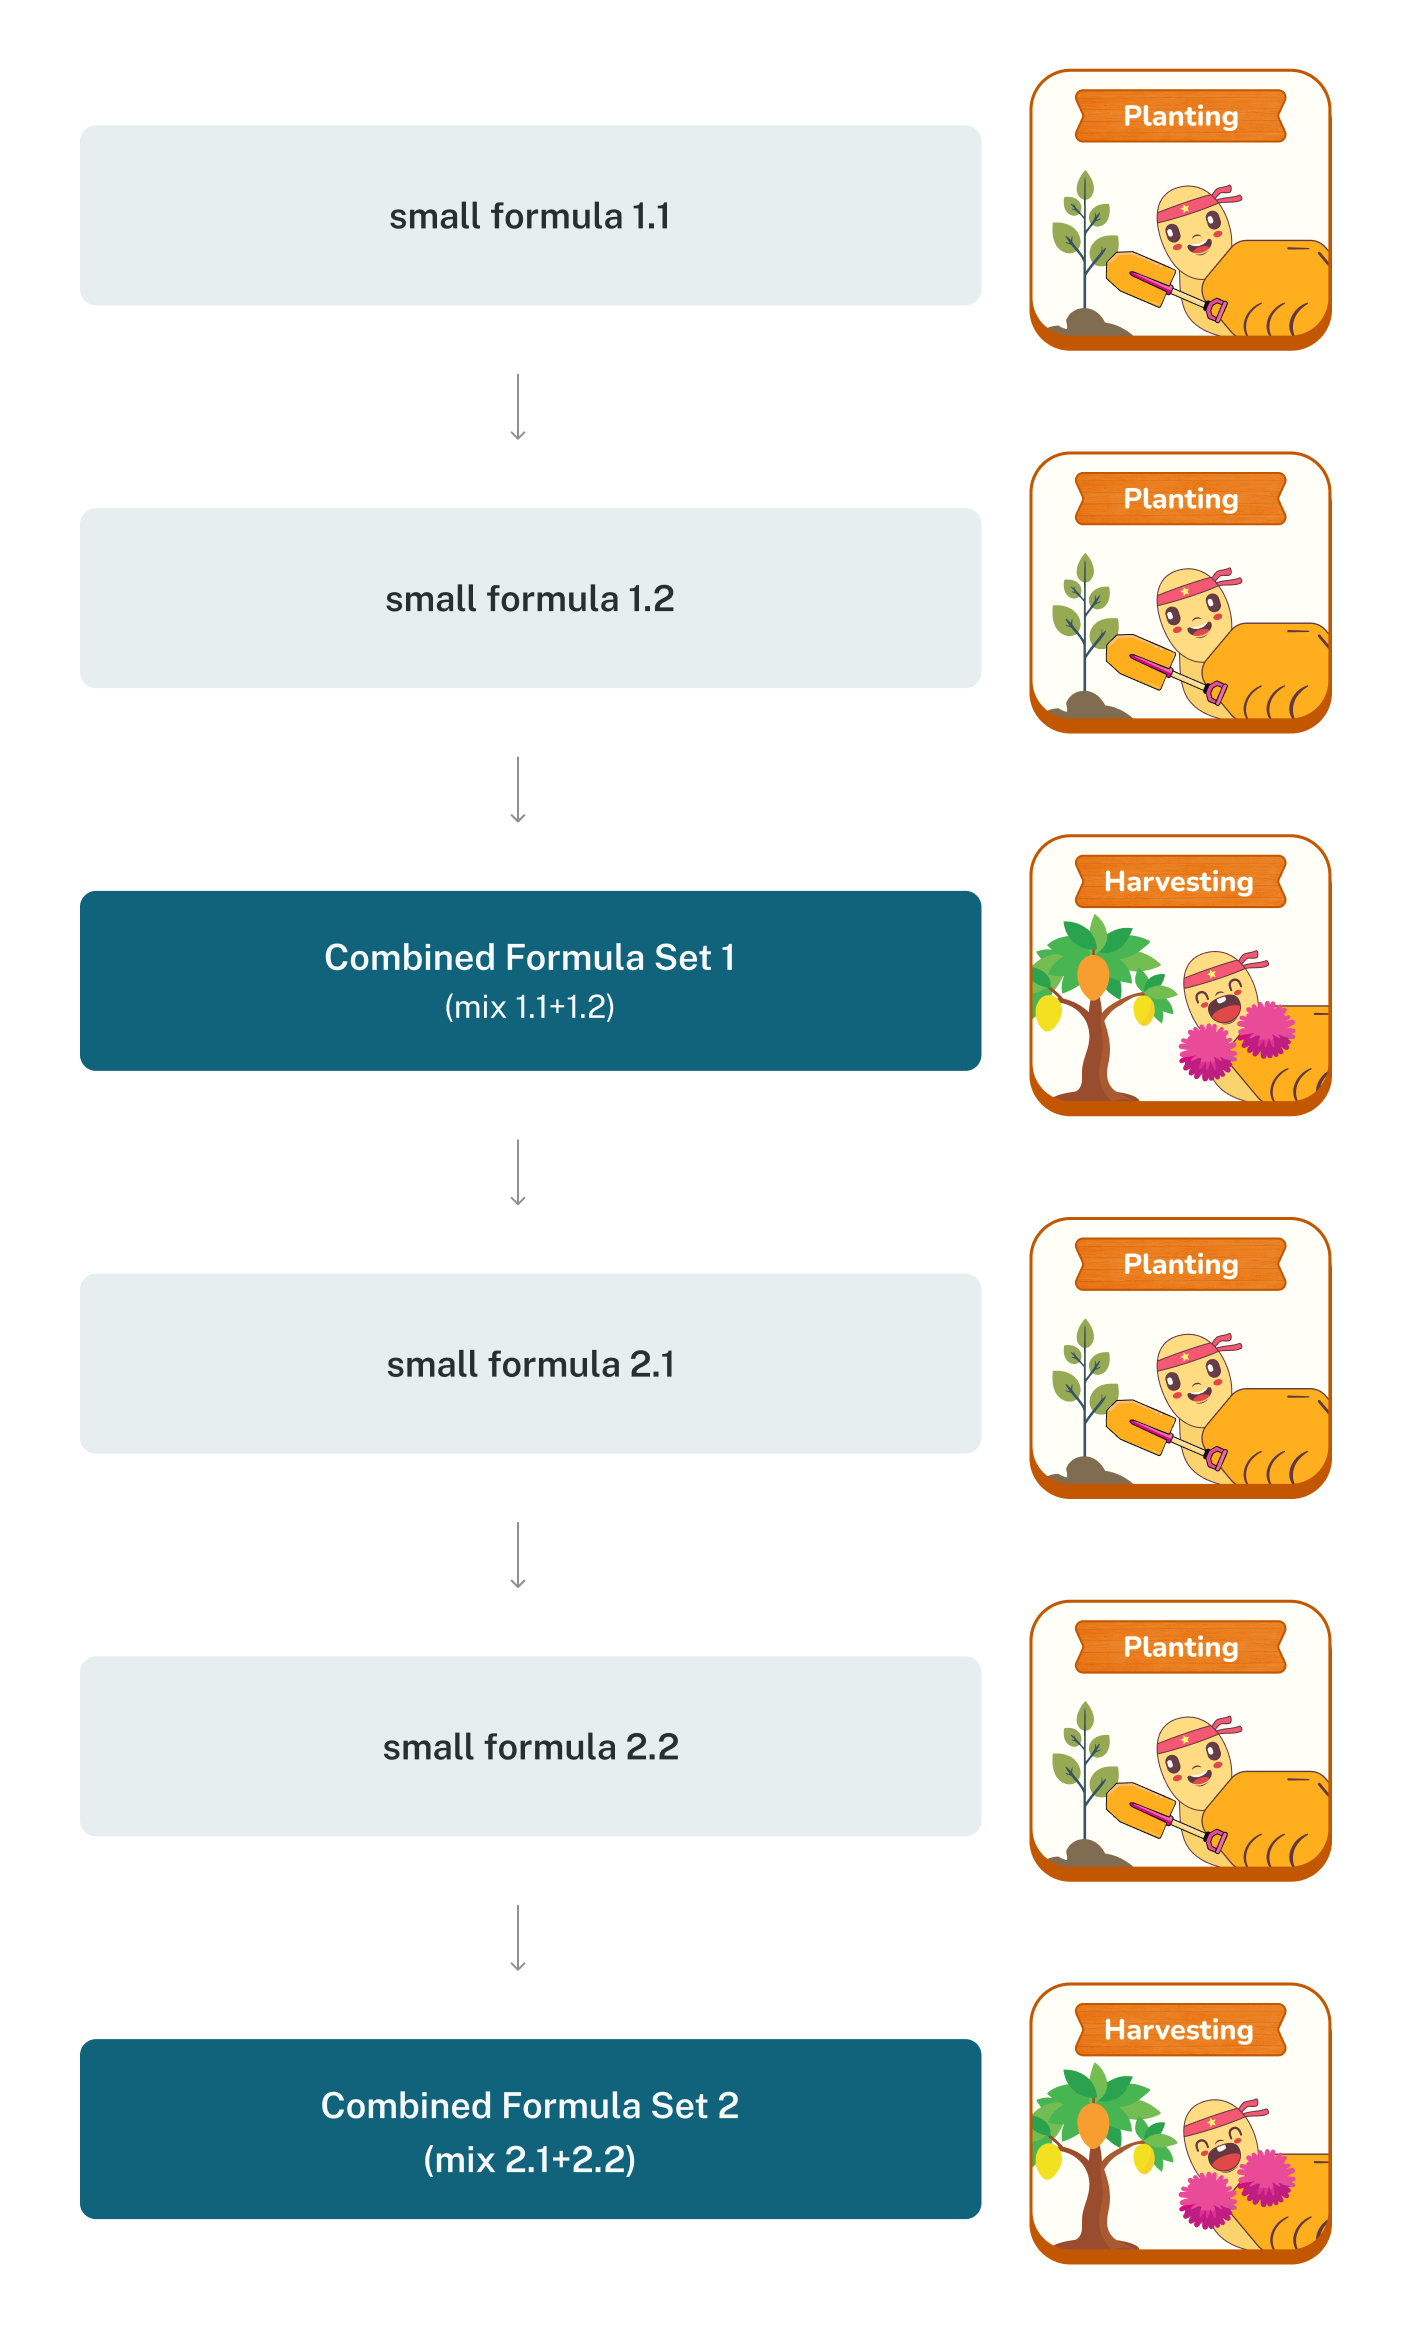 Planting
small formula 1.1
Planting
small formula 1.2
Harvesting
Combined Formula Set 1
(mix 1.1+1.2)
Planting
small formula 2.1
Planting
small formula 2.2
Harvesting
Combined Formula Set 2
(mix 2.1+2.2)